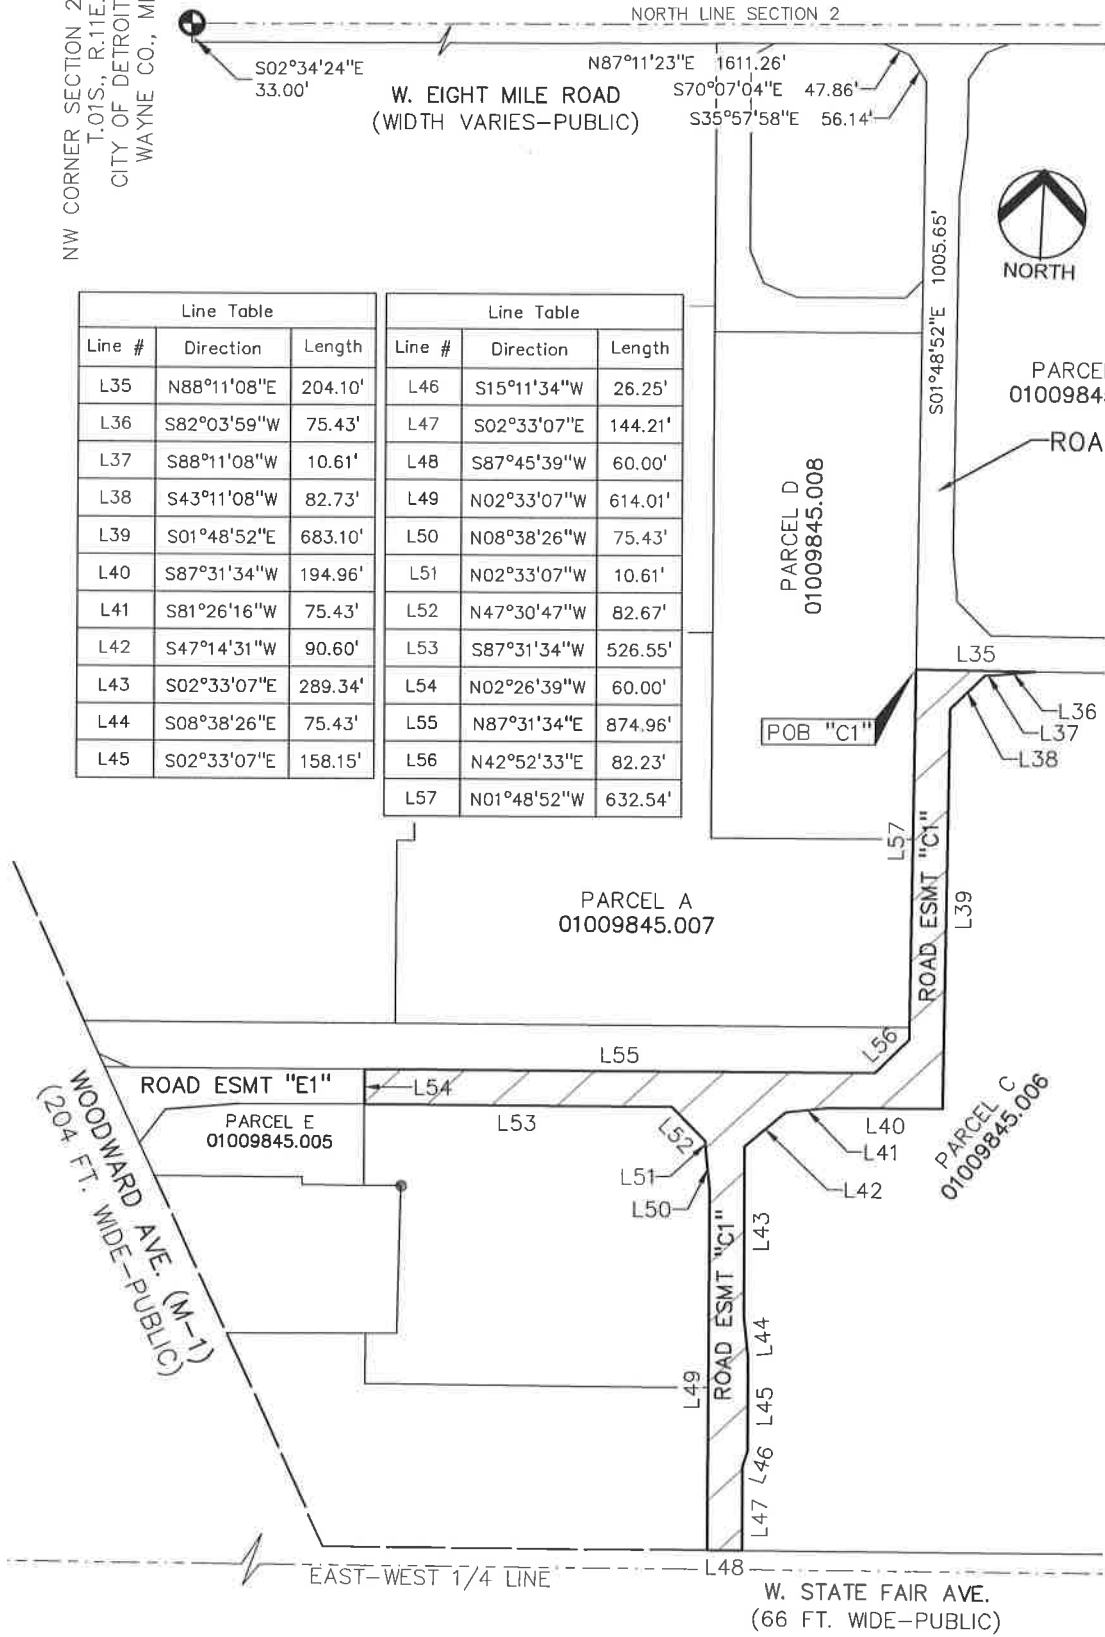 NORTH LINE SECTION 2
NW CORNER SECTION 2
T.01S., R.11E.
CITY OF DETROIT
WAYNE CO.,
S02°34'24"E
33.00'
W. EIGHT MILE ROAD
(WIDTH VARIES-PUBLIC)
N87°11'23"E 1611.26'
S70°07'04"E 47.86'
S35°57'58"E 56.14'
S01°48'52"E 1005.65'
NORTH
Line Table
Line # Direction Length
L35 N88°11'08"E 204.10'
L36 S82°03'59"W 75.43'
L37 S88°11'08"W 10.61'
L38 S43°11'08"W 82.73'
L39 S01°48'52"E 683.10'
L40 S87°31'34"W 194.96'
L41 S81°26'16"W 75.43'
L42 S47°14'31"W 90.60'
L43 S02°33'07"E 289.34'
L44 S08°38'26"E 75.43'
L45 S02°33'07"E 158.15'
Line Table
Line # Direction Length
L46 S15°11'34"W 26.25'
L47 S02°33'07"E 144.21'
L48 S87°45'39"W 60.00'
L49 N02°33'07"W 614.01'
L50 N08°38'26"W 75.43'
L51 N02°33'07"W 10.61'
L52 N47°30'47"W 82.67'
L53 S87°31'34"W 526.55'
L54 N02°26'39"W 60.00'
L55 N87°31'34"E 874.96'
L56 N42°52'33"E 82.23'
L57 N01°48'52"W 632.54'
PARCEL D
01009845.008
PARCE
0100984
ROA
L35
L36
L37
L38
POB "C1"
L57
ROAD ESMT "C1"
L39
PARCEL A
01009845.007
L56
L55
ROAD ESMT "E1"
L54
PARCEL E
01009845.005
L53
L52
L51
L50
L40
L41
L42
PARCEL C
01009845.006
WOODWARD AVE. (M-1)
(204 FT. WIDE-PUBLIC)
L43
ROAD ESMT "C1"
L44
L49
L45
L46
L47
L48
EAST-WEST 1/4 LINE
W. STATE FAIR AVE.
(66 FT. WIDE-PUBLIC)